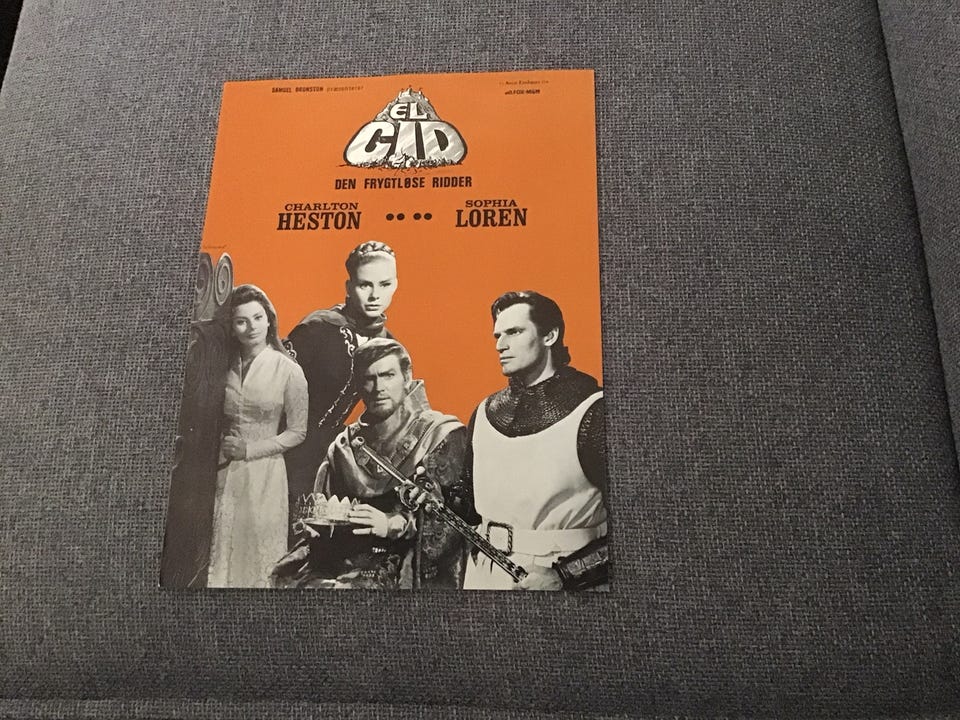 SAMUEL BRONSTON præsenterer
EL
CID
DEN FRYGTLØSE RIDDER
CHARLTON
HESTON
SOPHIA
LOREN